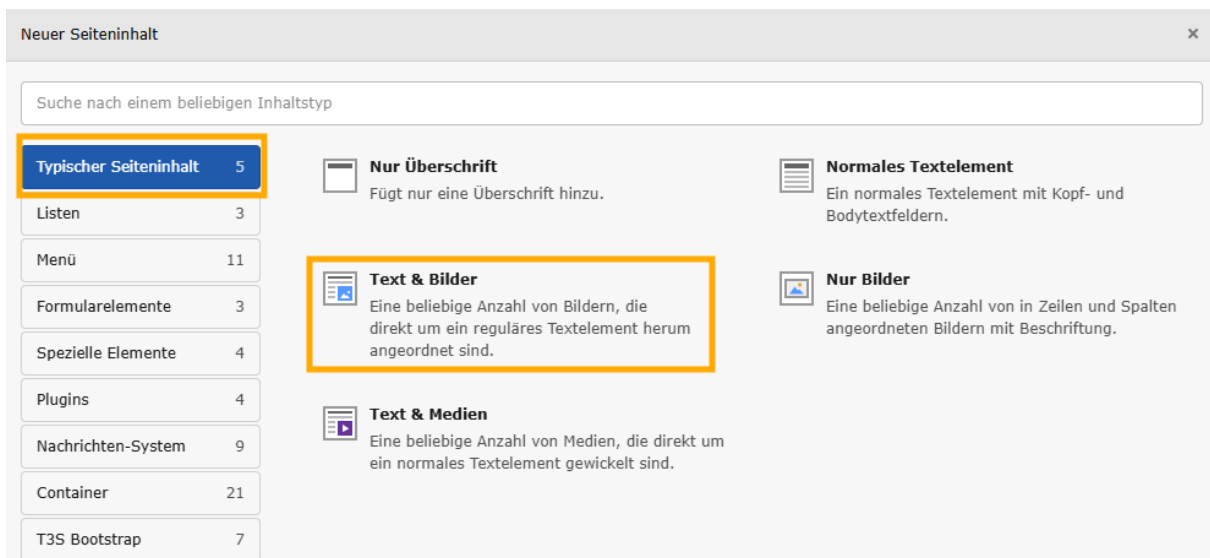 Neuer Seiteninhalt ×
Suche nach einem beliebigen Inhaltstyp
Typischer Seiteninhalt 5
Listen 3
Menü 11
Formularelemente 3
Spezielle Elemente 4
Plugins 4
Nachrichten-System 9
Container 21
T3S Bootstrap 7
Nur Überschrift
Fügt nur eine Überschrift hinzu.
Normales Textelement
Ein normales Textelement mit Kopf- und
Bodytextfeldern.
Text & Bilder
Eine beliebige Anzahl von Bildern, die
direkt um ein reguläres Textelement herum
angeordnet sind.
Nur Bilder
Eine beliebige Anzahl von in Zeilen und Spalten
angeordneten Bildern mit Beschriftung.
Text & Medien
Eine beliebige Anzahl von Medien, die direkt um
ein normales Textelement gewickelt sind.